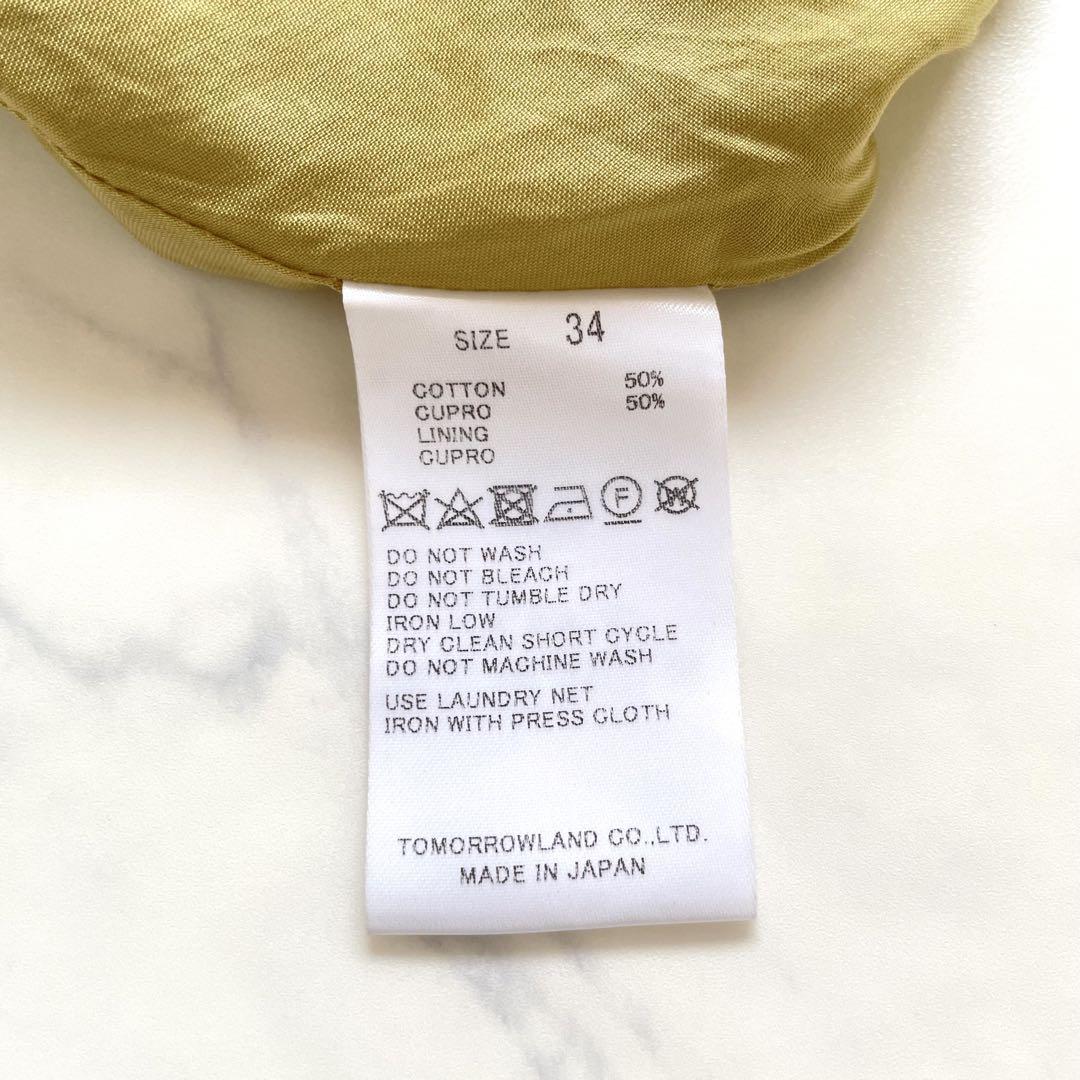 SIZE 34
COTTON 50%
CUPRO 50%
LINING
CUPRO
F
W
DO NOT WASH
DO NOT BLEACH
DO NOT TUMBLE DRY
IRON LOW
DRY CLEAN SHORT CYCLE
DO NOT MACHINE WASH
USE LAUNDRY NET
IRON WITH PRESS CLOTH
TOMORROWLAND CO.,LTD.
MADE IN JAPAN